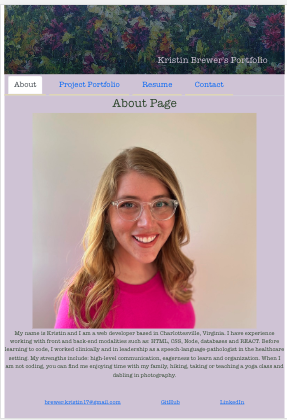 Kristin Brewer's Portfolio
About Project Portfolio Resume Contact
About Page
My name is Kristin and I am a web developer based in Charlottesville, Virginia. I have experience
working with front and back-end modalities such as: HTML, CSS, Node, databases and REACT. Before
learning to code, I worked clinically and in leadership as a speech-language pathologist in the healthcare
setting. My strengths include: high-level communication, eagerness to learn and organization. When I
am not coding, you can find me enjoying time with my family, hiking, taking or teaching a yoga class and
dabbling in photography.
brewer.kristin17@gmail.com GitHub LinkedIn